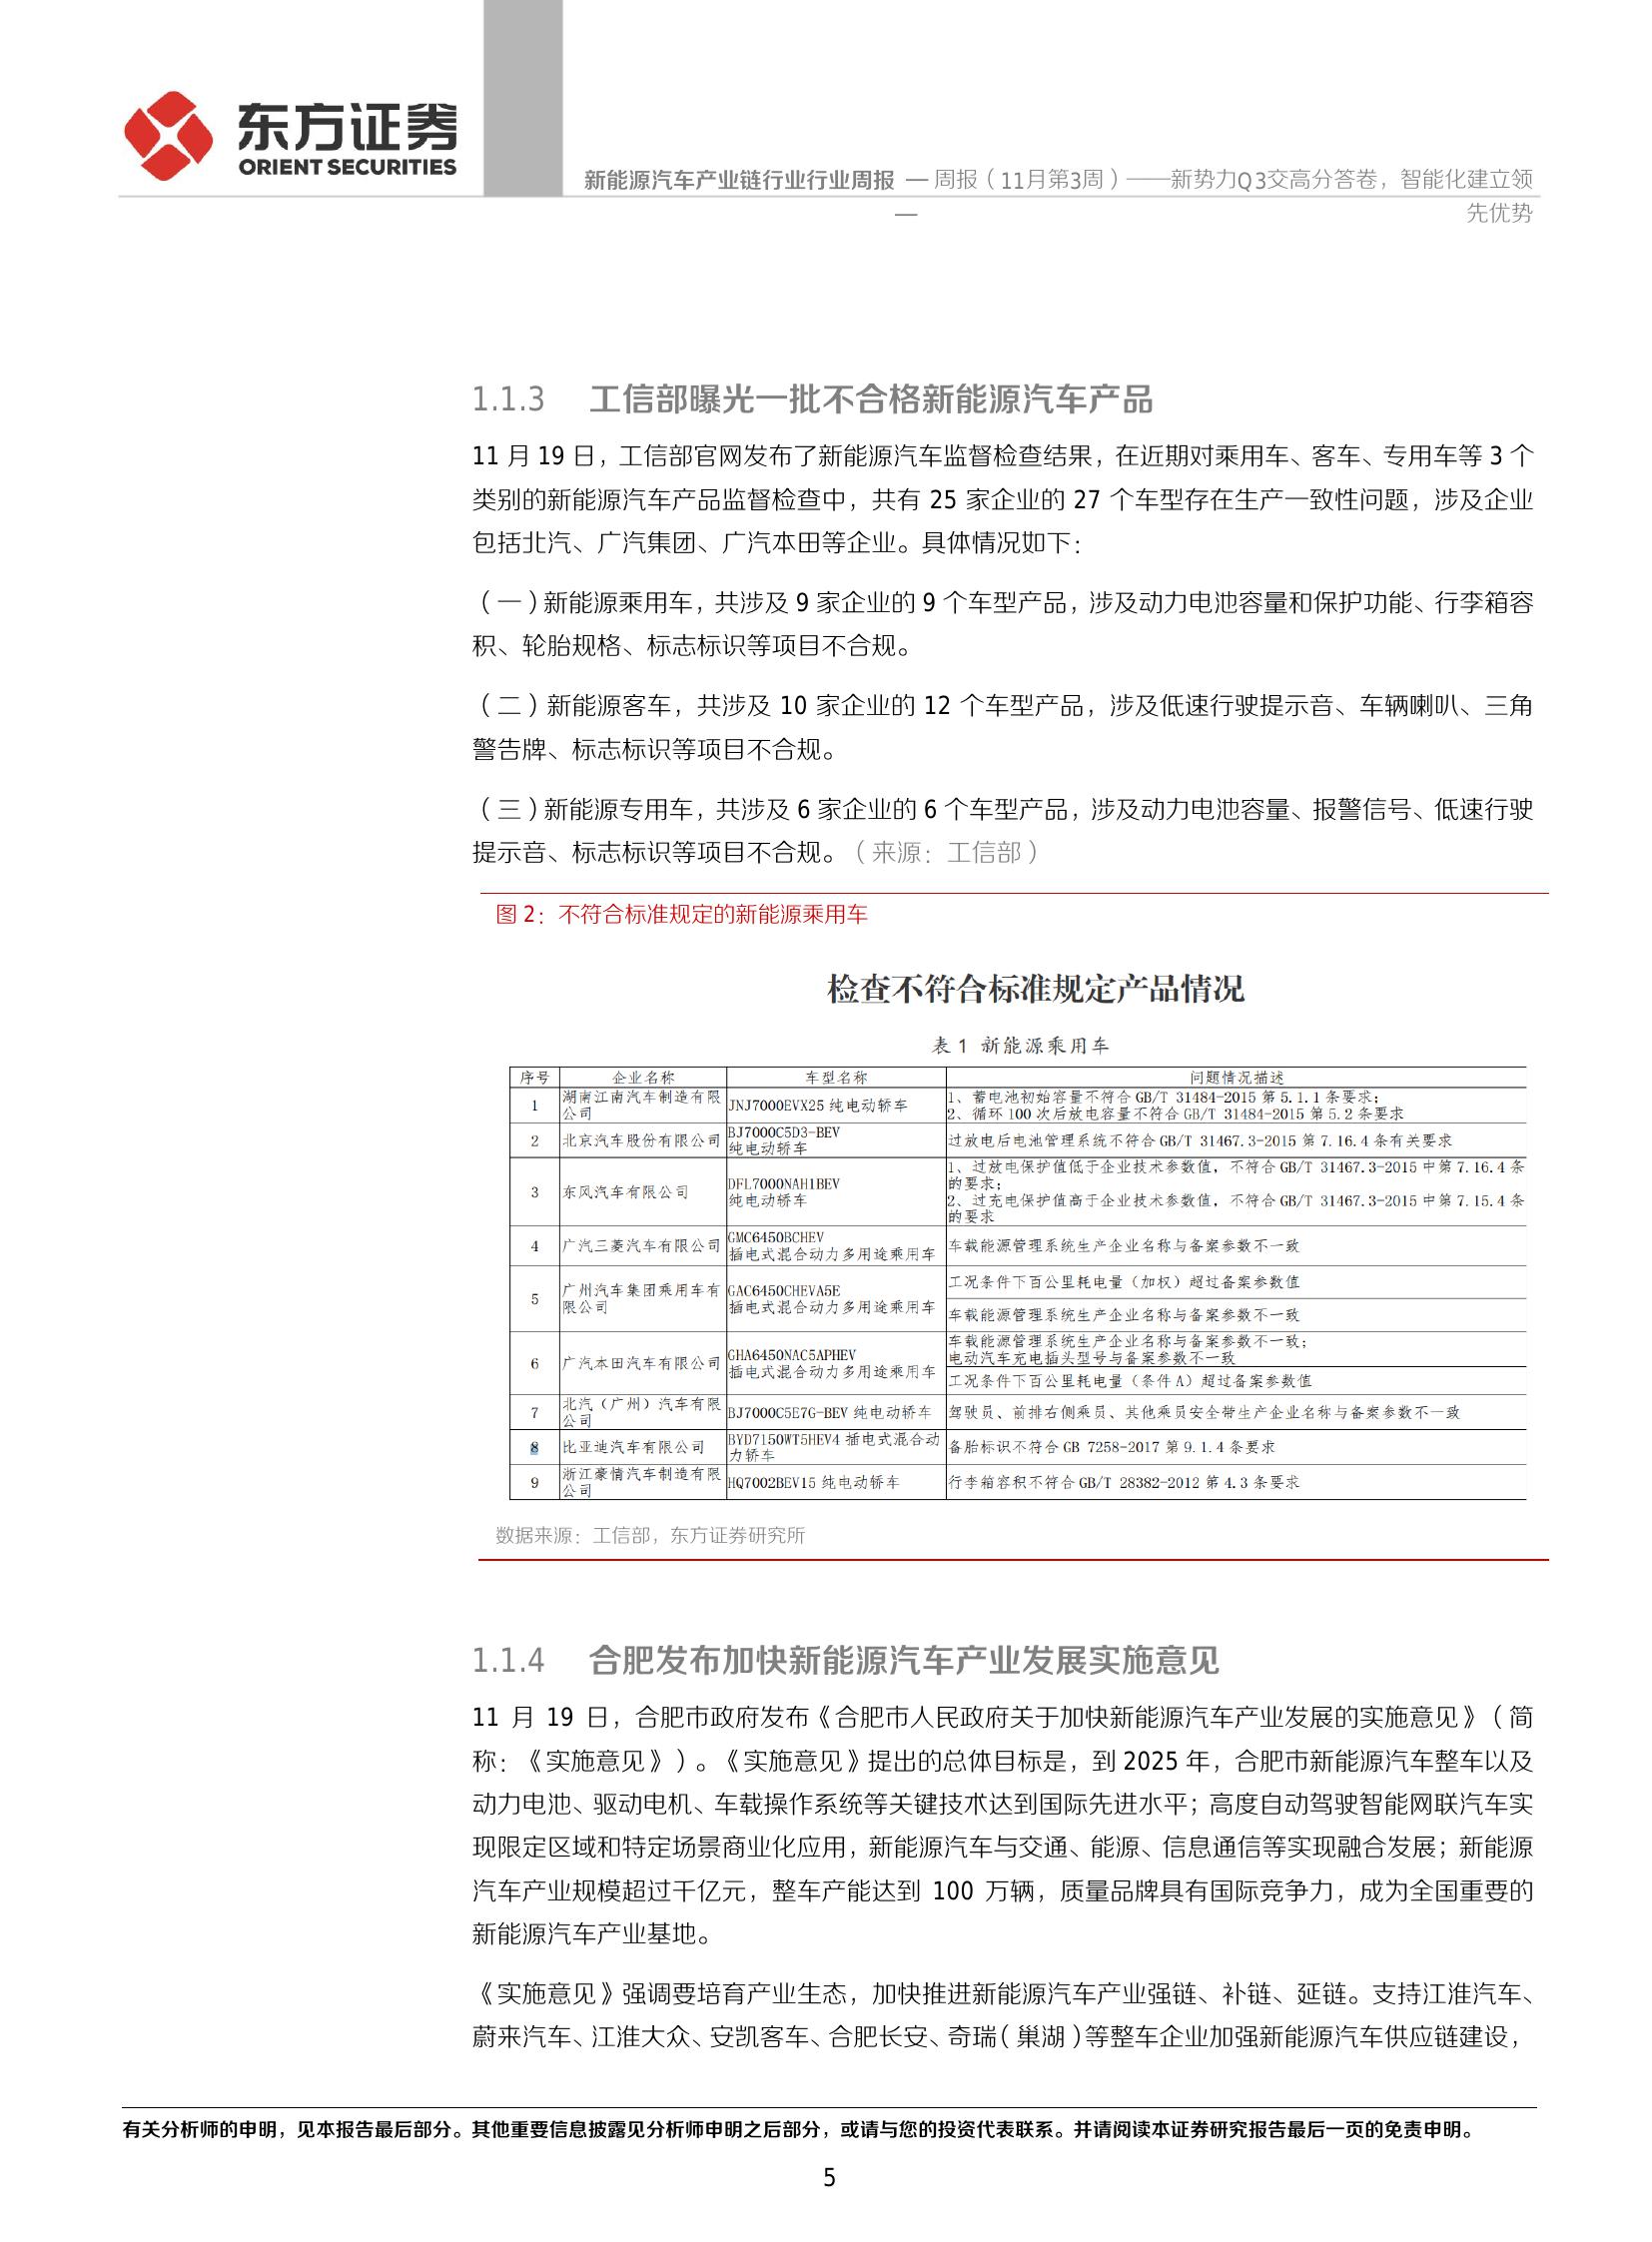 东方证券
ORIENT SECURITIES
新能源汽车产业链行业行业周报 — 周报（11月第3周）——新势力Q3交高分答卷，智能化建立领
— 先优势
1.1.3 工信部曝光一批不合格新能源汽车产品
11 月 19 日，工信部官网发布了新能源汽车监督检查结果，在近期对乘用车、客车、专用车等 3 个
类别的新能源汽车产品监督检查中，共有 25 家企业的 27 个车型存在生产一致性问题，涉及企业
包括北汽、广汽集团、广汽本田等企业。具体情况如下：
（一）新能源乘用车，共涉及 9 家企业的 9 个车型产品，涉及动力电池容量和保护功能、行李箱容
积、轮胎规格、标志标识等项目不合规。
（二）新能源客车，共涉及 10 家企业的 12 个车型产品，涉及低速行驶提示音、车辆喇叭、三角
警告牌、标志标识等项目不合规。
（三）新能源专用车，共涉及 6 家企业的 6 个车型产品，涉及动力电池容量、报警信号、低速行驶
提示音、标志标识等项目不合规。（来源：工信部）
图 2：不符合标准规定的新能源乘用车
检查不符合标准规定产品情况
表 1 新能源乘用车
序号 企业名称 车型名称 问题情况描述
1 湖南江南汽车制造有限公司 JNJ7000EVX25 纯电动轿车 1、蓄电池初始容量不符合 GB/T 31484-2015 第 5.1.1 条要求；
2、循环 100 次后放电容量不符合 GB/T 31484-2015 第 5.2 条要求
2 北京汽车股份有限公司 BJ7000C5D3-BEV 纯电动轿车 过放电后电池管理系统不符合 GB/T 31467.3-2015 第 7.16.4 条有关要求
3 东风汽车有限公司 DFL7000NAH1BEV 纯电动轿车 1、过放电保护值低于企业技术参数值，不符合 GB/T 31467.3-2015 中第 7.16.4 条
的要求；
2、过充电保护值高于企业技术参数值，不符合 GB/T 31467.3-2015 中第 7.15.4 条
的要求
4 广汽三菱汽车有限公司 GMC6450BCHEV 插电式混合动力多用途乘用车 车载能源管理系统生产企业名称与备案参数不一致
5 广州汽车集团乘用车有限公司 GAC6450CHEVA5E 插电式混合动力多用途乘用车 工况条件下百公里耗电量（加权）超过备案参数值
车载能源管理系统生产企业名称与备案参数不一致
6 广汽本田汽车有限公司 GHA6450NAC5APHEV 插电式混合动力多用途乘用车 车载能源管理系统生产企业名称与备案参数不一致；
电动汽车充电插头型号与备案参数不一致
工况条件下百公里耗电量（条件 A）超过备案参数值
7 北汽（广州）汽车有限公司 BJ7000C5E7G-BEV 纯电动轿车 驾驶员、前排右侧乘员、其他乘员安全带生产企业名称与备案参数不一致
8 比亚迪汽车有限公司 BYD7150WT5HEV4 插电式混合动力轿车 备胎标识不符合 GB 7258-2017 第 9.1.4 条要求
9 浙江豪情汽车制造有限公司 HQ7002BEV15 纯电动轿车 行李箱容积不符合 GB/T 28382-2012 第 4.3 条要求
数据来源：工信部，东方证券研究所
1.1.4 合肥发布加快新能源汽车产业发展实施意见
11 月 19 日，合肥市政府发布《合肥市人民政府关于加快新能源汽车产业发展的实施意见》（简
称：《实施意见》）。《实施意见》提出的总体目标是，到 2025 年，合肥市新能源汽车整车以及
动力电池、驱动电机、车载操作系统等关键技术达到国际先进水平；高度自动驾驶智能网联汽车实
现限定区域和特定场景商业化应用，新能源汽车与交通、能源、信息通信等实现融合发展；新能源
汽车产业规模超过千亿元，整车产能达到 100 万辆，质量品牌具有国际竞争力，成为全国重要的
新能源汽车产业基地。
《实施意见》强调要培育产业生态，加快推进新能源汽车产业强链、补链、延链。支持江淮汽车、
蔚来汽车、江淮大众、安凯客车、合肥长安、奇瑞（巢湖）等整车企业加强新能源汽车供应链建设，
有关分析师的申明，见本报告最后部分。其他重要信息披露见分析师申明之后部分，或请与您的投资代表联系。并请阅读本证券研究报告最后一页的免责申明。
5